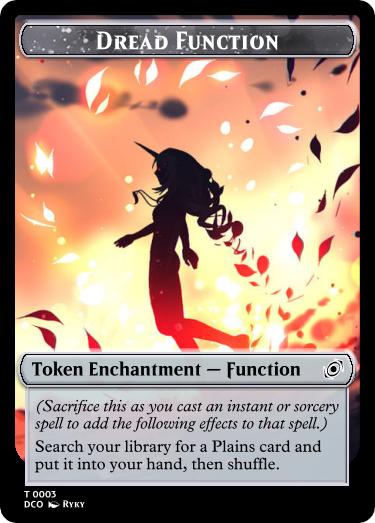 Dread Function
Token Enchantment — Function
(Sacrifice this as you cast an instant or sorcery
spell to add the following effects to that spell.)
Search your library for a Plains card and
put it into your hand, then shuffle.
T 0003
DCO Ryky